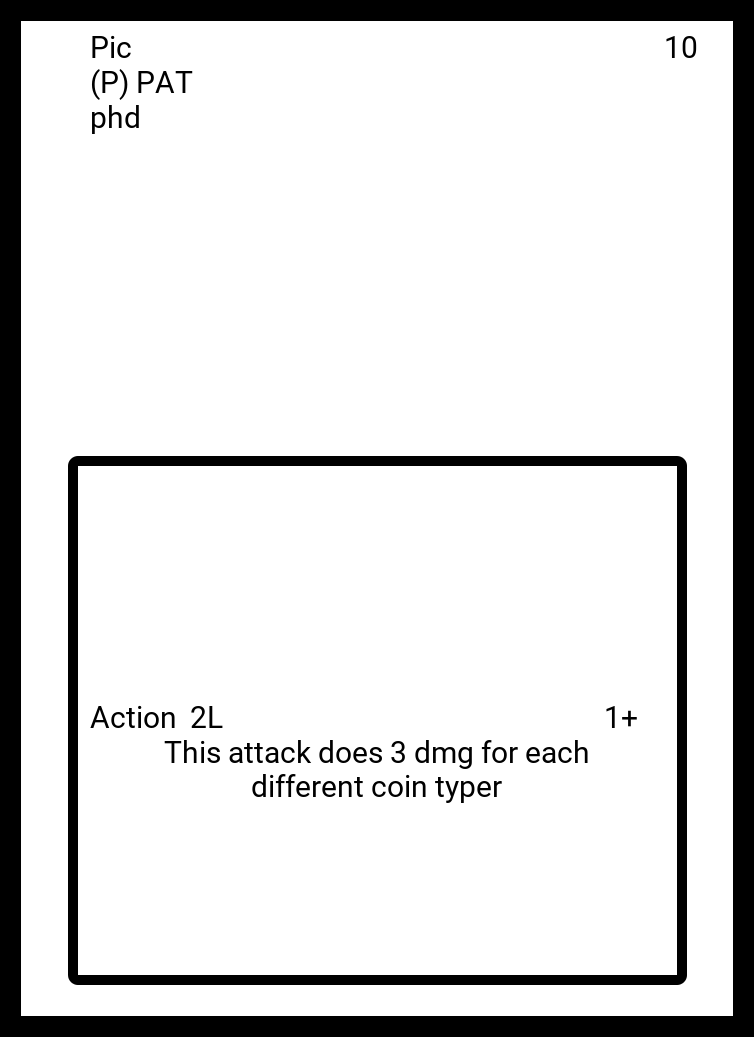 Pic 10
(P) PAT
phd
Action 2L 1+
This attack does 3 dmg for each
different coin typer